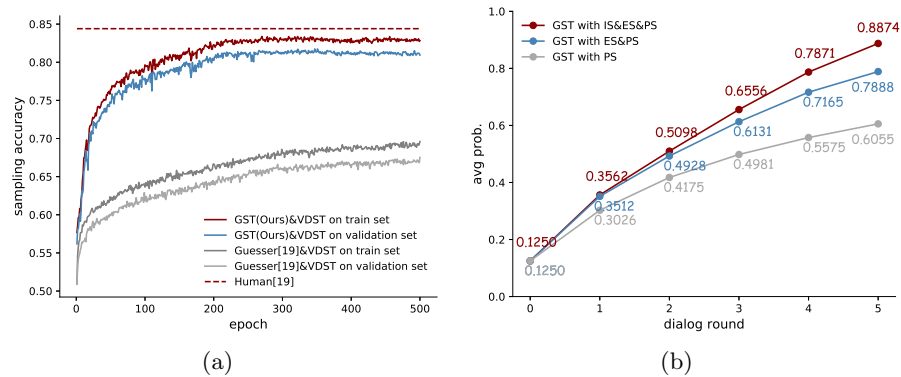 0.85
0.80
0.75
0.70
0.65
0.60
0.55
0.50
sampling accuracy
GST(Ours)&VDST on train set
GST(Ours)&VDST on validation set
Guesser[19]&VDST on train set
Guesser[19]&VDST on validation set
Human[19]
0 100 200 300 400 500
epoch
(a)
1.0
0.8
0.6
0.4
0.2
0.0
avg prob.
GST with IS&ES&PS
GST with ES&PS
GST with PS
0.1250 0.3562 0.5098 0.6556 0.7871 0.8874
0.3512 0.4928 0.6131 0.7165 0.7888
0.1250 0.3026 0.4175 0.4981 0.5575 0.6055
0 1 2 3 4 5
dialog round
(b)